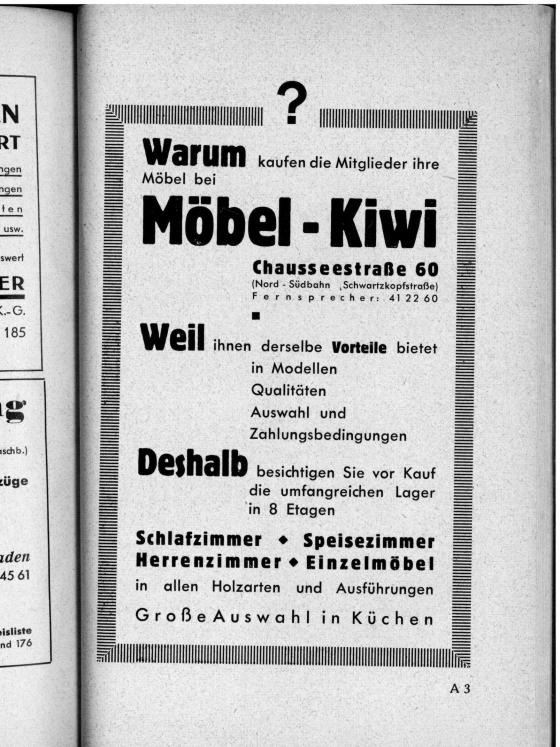 N
RT
ngen
ngen
ten
usw.
swert
ER
K.-G.
185
g
aschb.)
züge
aden
45 61
isliste
nd 176
?
Warum kaufen die Mitglieder ihre
Möbel bei
Möbel - Kiwi
Chausseestraße 60
(Nord - Südbahn ‚Schwartzkopfstraße)
Fernsprecher: 41 22 60
Weil ihnen derselbe Vorteile bietet
in Modellen
Qualitäten
Auswahl und
Zahlungsbedingungen
Deshalb besichtigen Sie vor Kauf
die umfangreichen Lager
in 8 Etagen
Schlafzimmer ◆ Speisezimmer
Herrenzimmer ◆ Einzelmöbel
in allen Holzarten und Ausführungen
Große Auswahl in Küchen
A 3